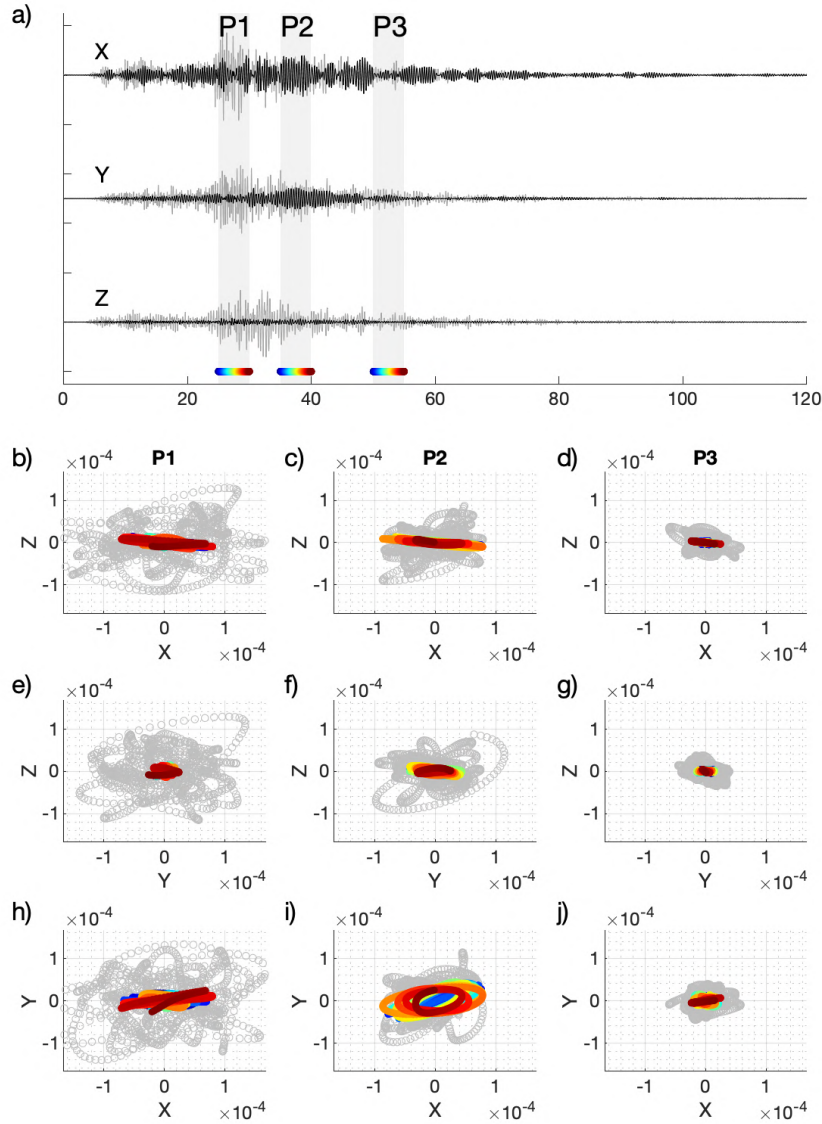 a)
P1 P2 P3
X
Y
Z
0 20 40 60 80 100 120
b) ×10⁻⁴ P1 c) ×10⁻⁴ P2 d) ×10⁻⁴ P3
1 1 1
Z 0 Z 0 Z 0
-1 -1 -1
-1 0 1 -1 0 1 -1 0 1
X ×10⁻⁴ X ×10⁻⁴ X ×10⁻⁴
e) ×10⁻⁴ f) ×10⁻⁴ g) ×10⁻⁴
1 1 1
Z 0 Z 0 Z 0
-1 -1 -1
-1 0 1 -1 0 1 -1 0 1
Y ×10⁻⁴ Y ×10⁻⁴ Y ×10⁻⁴
h) ×10⁻⁴ i) ×10⁻⁴ j) ×10⁻⁴
1 1 1
Y 0 Y 0 Y 0
-1 -1 -1
-1 0 1 -1 0 1 -1 0 1
X ×10⁻⁴ X ×10⁻⁴ X ×10⁻⁴